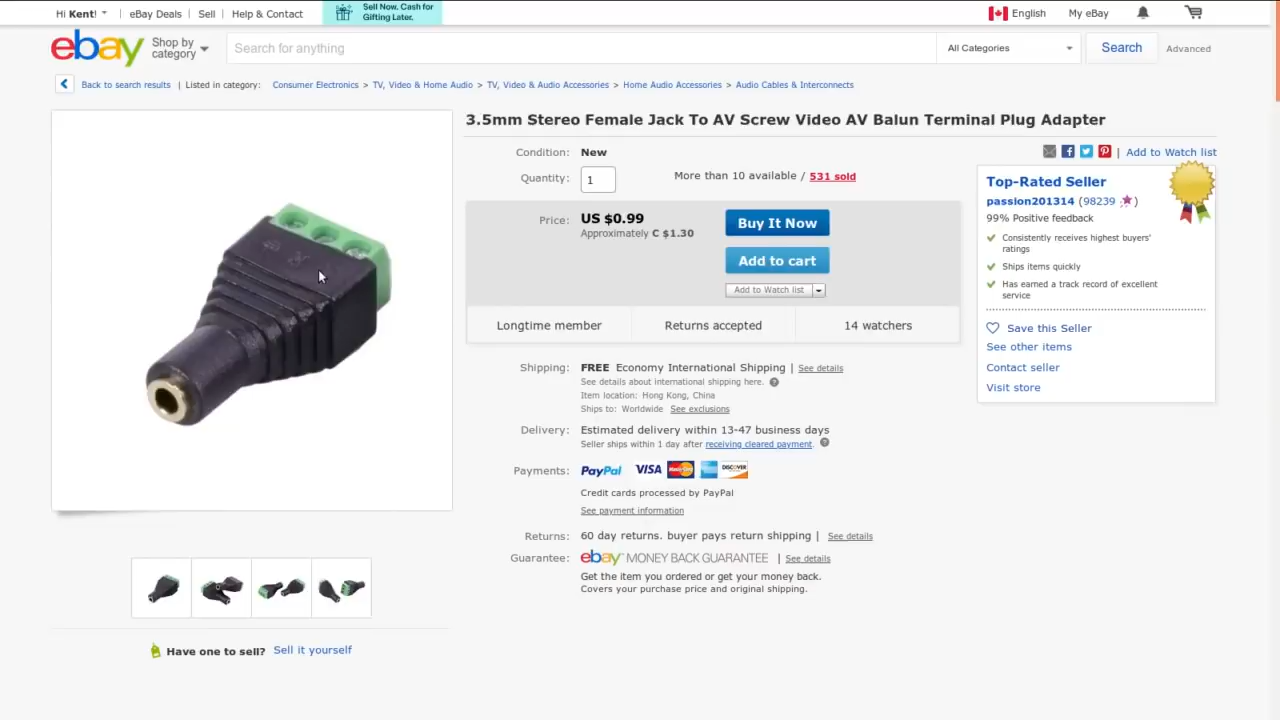 Hi Kent! | eBay Deals | Sell | Help & Contact
Sell Now. Cash for
Gifting Later.
English My eBay
ebay Shop by
category Search for anything All Categories Search Advanced
Back to search results | Listed in category: Consumer Electronics > TV, Video & Home Audio > TV, Video & Audio Accessories > Home Audio Accessories > Audio Cables & Interconnects
3.5mm Stereo Female Jack To AV Screw Video AV Balun Terminal Plug Adapter
Condition: New
| Add to Watch list
Quantity: 1 More than 10 available / 531 sold
Price: US $0.99
Approximately C $1.30
Buy It Now
Add to cart
Add to Watch list
Longtime member Returns accepted 14 watchers
Shipping: FREE Economy International Shipping | See details
See details about international shipping here.
Item location: Hong Kong, China
Ships to: Worldwide See exclusions
Delivery: Estimated delivery within 13-47 business days
Seller ships within 1 day after receiving cleared payment.
Payments: PayPal VISA MasterCard DISCOVER
Credit cards processed by PayPal
See payment information
Returns: 60 day returns. buyer pays return shipping | See details
Guarantee: ebay MONEY BACK GUARANTEE | See details
Get the item you ordered or get your money back.
Covers your purchase price and original shipping.
Top-Rated Seller
passion201314 (98239 )
99% Positive feedback
Consistently receives highest buyers'
ratings
Ships items quickly
Has earned a track record of excellent
service
Save this Seller
See other items
Contact seller
Visit store
Have one to sell? Sell it yourself